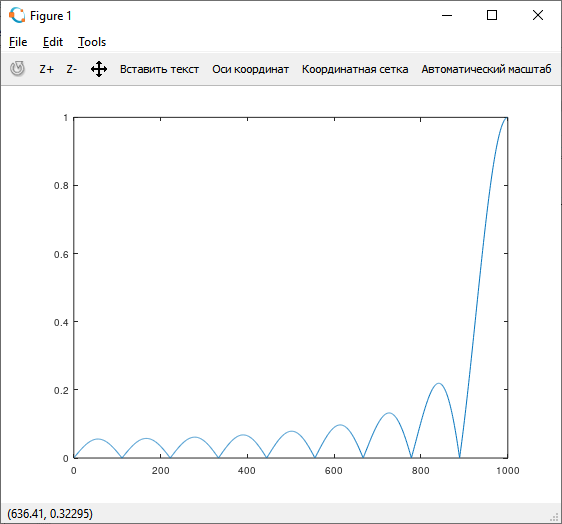 Figure 1
File Edit Tools
Z+ Z- Вставить текст Оси координат Координатная сетка Автоматический масштаб
1
0.8
0.6
0.4
0.2
0
0 200 400 600 800 1000
(636.41, 0.32295)